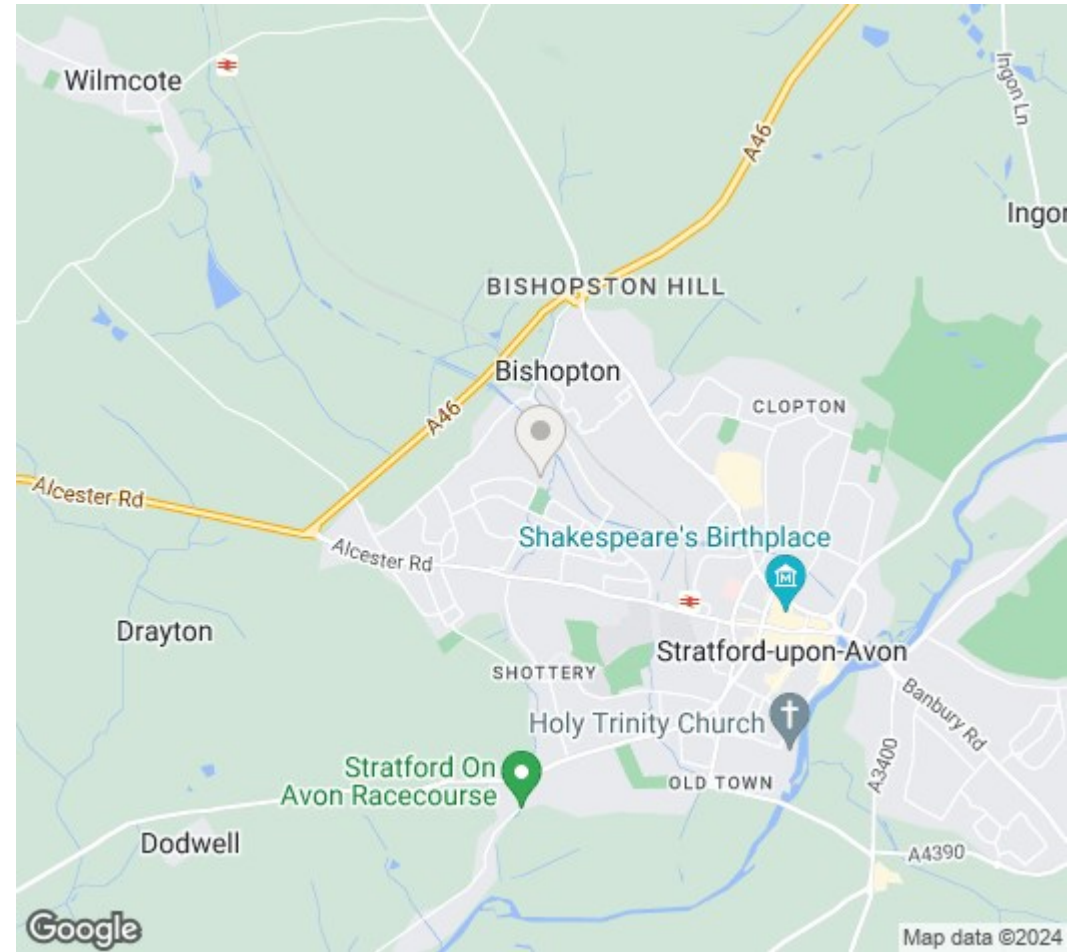 Wilmcote
Ingon Ln
A46
Ingon
BISHOPSTON HILL
Bishopton
CLOPTON
A46
Alcester Rd
Shakespeare's Birthplace
Alcester Rd
Drayton
Stratford-upon-Avon
SHOTTERY
Banbury Rd
Holy Trinity Church
A3400
Stratford On
Avon Racecourse
OLD TOWN
Dodwell
A4390
Google
Map data ©2024